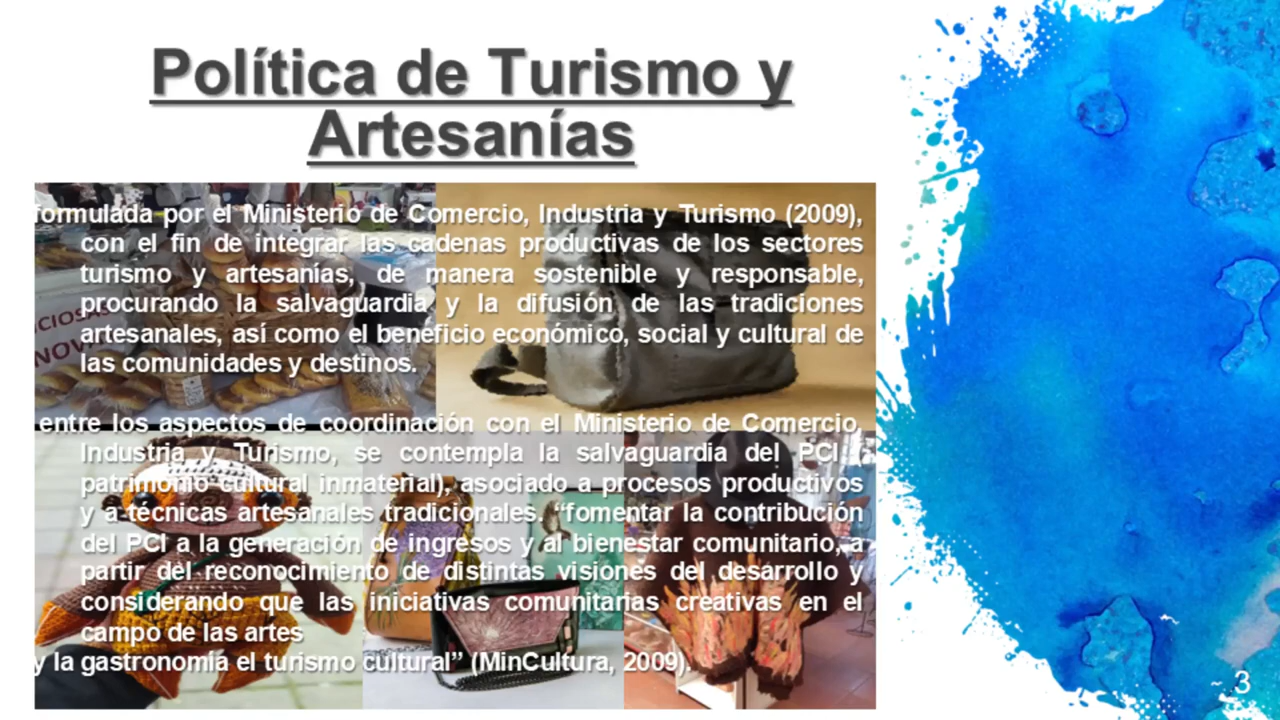 Política de Turismo y
Artesanías
formulada por el Ministerio de Comercio, Industria y Turismo (2009),
con el fin de integrar las cadenas productivas de los sectores
turismo y artesanías, de manera sostenible y responsable,
procurando la salvaguardia y la difusión de las tradiciones
artesanales, así como el beneficio económico, social y cultural de
las comunidades y destinos.
entre los aspectos de coordinación con el Ministerio de Comercio,
Industria y Turismo, se contempla la salvaguardia del PCI (
patrimonio cultural inmaterial), asociado a procesos productivos
y a técnicas artesanales tradicionales. “fomentar la contribución
del PCI a la generación de ingresos y al bienestar comunitario, a
partir del reconocimiento de distintas visiones del desarrollo y
considerando que las iniciativas comunitarias creativas en el
campo de las artes
y la gastronomía el turismo cultural” (MinCultura, 2009).
~ 3